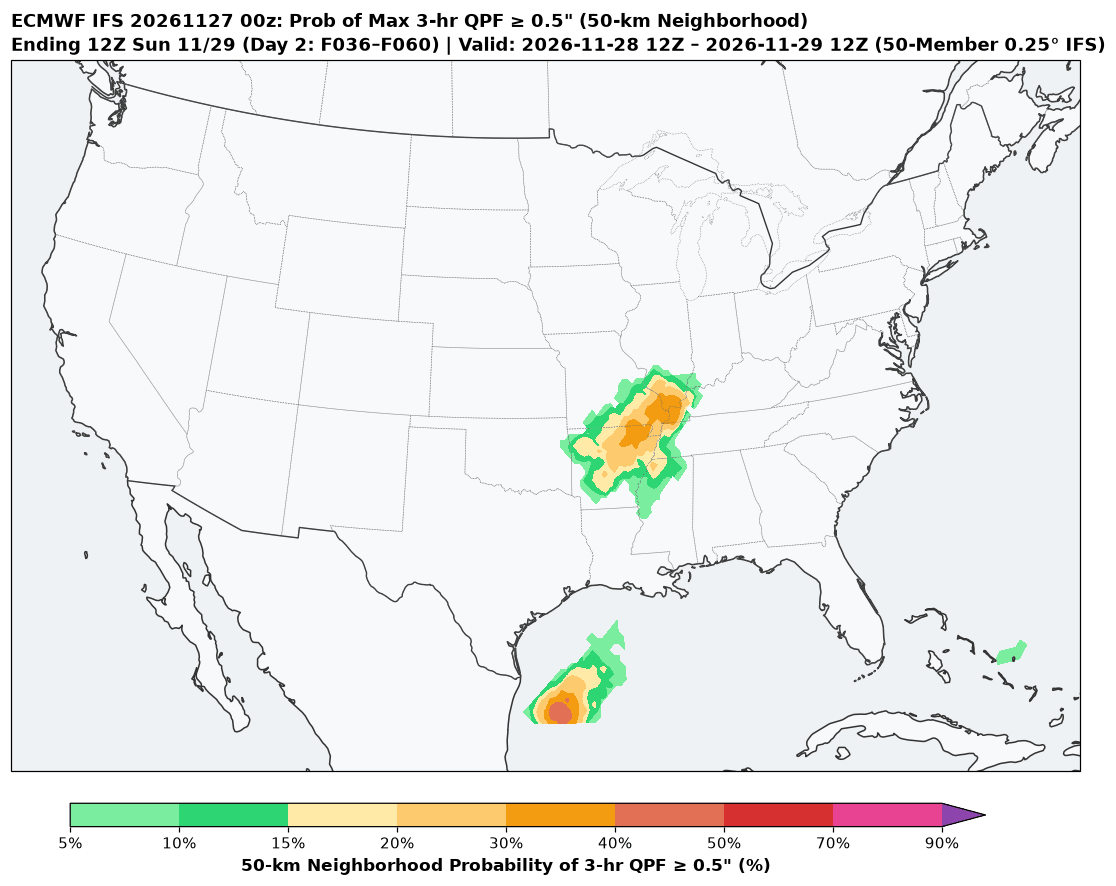 ECMWF IFS 20261127 00z: Prob of Max 3-hr QPF ≥ 0.5" (50-km Neighborhood)
Ending 12Z Sun 11/29 (Day 2: F036–F060) | Valid: 2026-11-28 12Z – 2026-11-29 12Z (50-Member 0.25° IFS)
5% 10% 15% 20% 30% 40% 50% 70% 90%
50-km Neighborhood Probability of 3-hr QPF ≥ 0.5" (%)